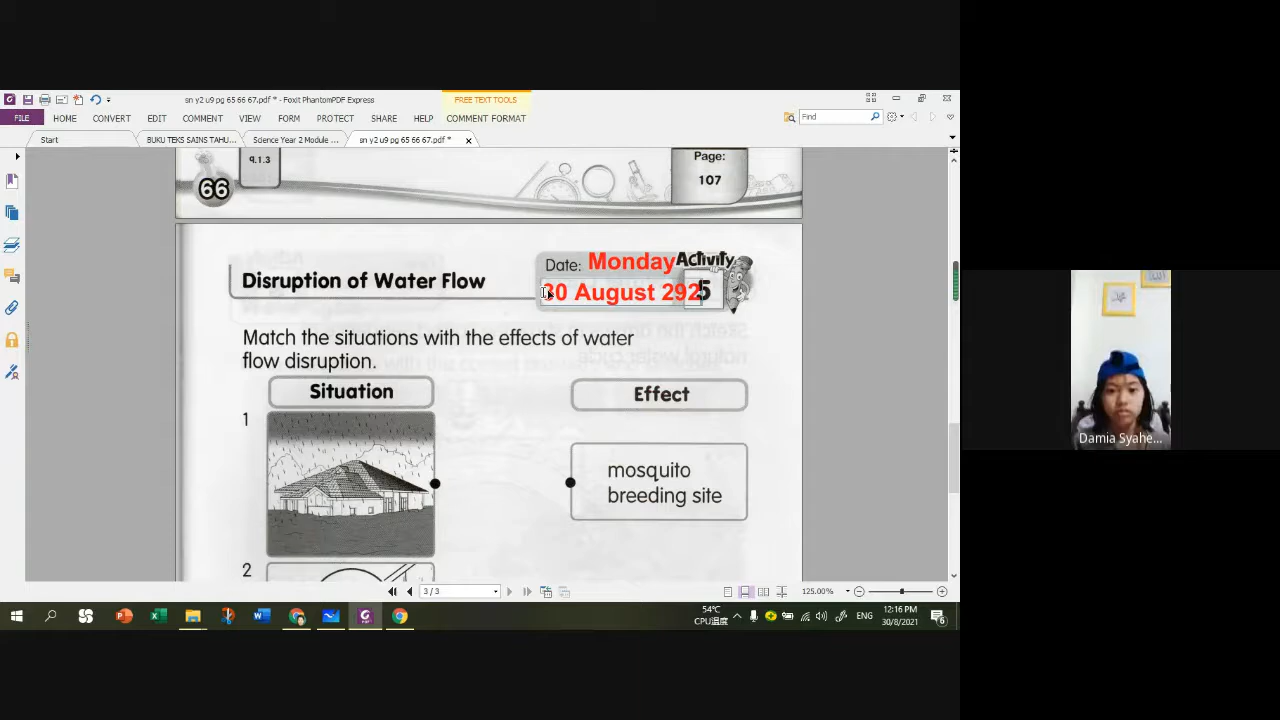 sn y2 u9 pg 65 66 67.pdf * - Foxit PhantomPDF Express
FREE TEXT TOOLS
FILE HOME CONVERT EDIT COMMENT VIEW FORM PROTECT SHARE HELP COMMENT FORMAT
Find
Start
BUKU TEKS SAINS TAHU...
Science Year 2 Module ...
sn y2 u9 pg 65 66 67.pdf *
9.1.3
66
Page:
107
Date: Monday
Activity
30 August 292
5
Disruption of Water Flow
Match the situations with the effects of water
flow disruption.
Situation
Effect
1
mosquito
breeding site
2
3 / 3
125.00%
54°C
CPU温度
ENG
12:16 PM
30/8/2021
6
Damia Syahe...